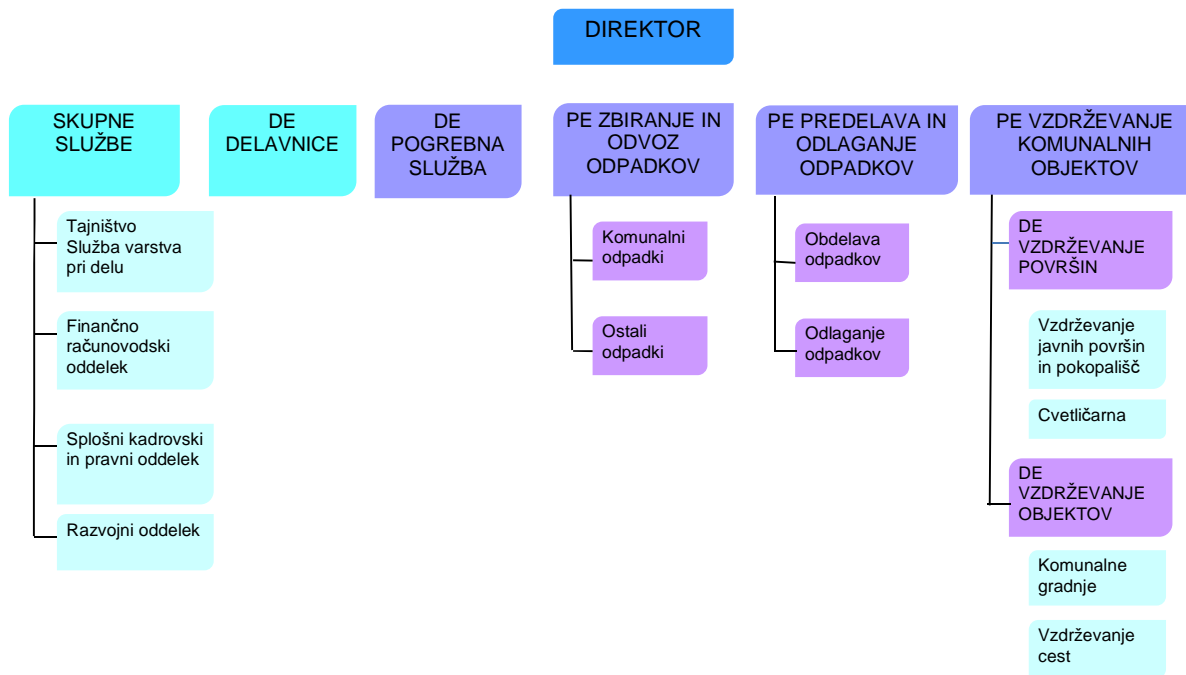 DIREKTOR
SKUPNE
SLUŽBE
DE
DELAVNICE
DE
POGREBNA
SLUŽBA
PE ZBIRANJE IN
ODVOZ
ODPADKOV
PE PREDELAVA IN
ODLAGANJE
ODPADKOV
PE VZDRŽEVANJE
KOMUNALNIH
OBJEKTOV
Tajništvo
Služba varstva
pri delu
Finančno
računovodski
oddelek
Splošni kadrovski
in pravni oddelek
Razvojni oddelek
Komunalni
odpadki
Ostali
odpadki
Obdelava
odpadkov
Odlaganje
odpadkov
DE
VZDRŽEVANJE
POVRŠIN
Vzdrževanje
javnih površin
in pokopališč
Cvetličarna
DE
VZDRŽEVANJE
OBJEKTOV
Komunalne
gradnje
Vzdrževanje
cest